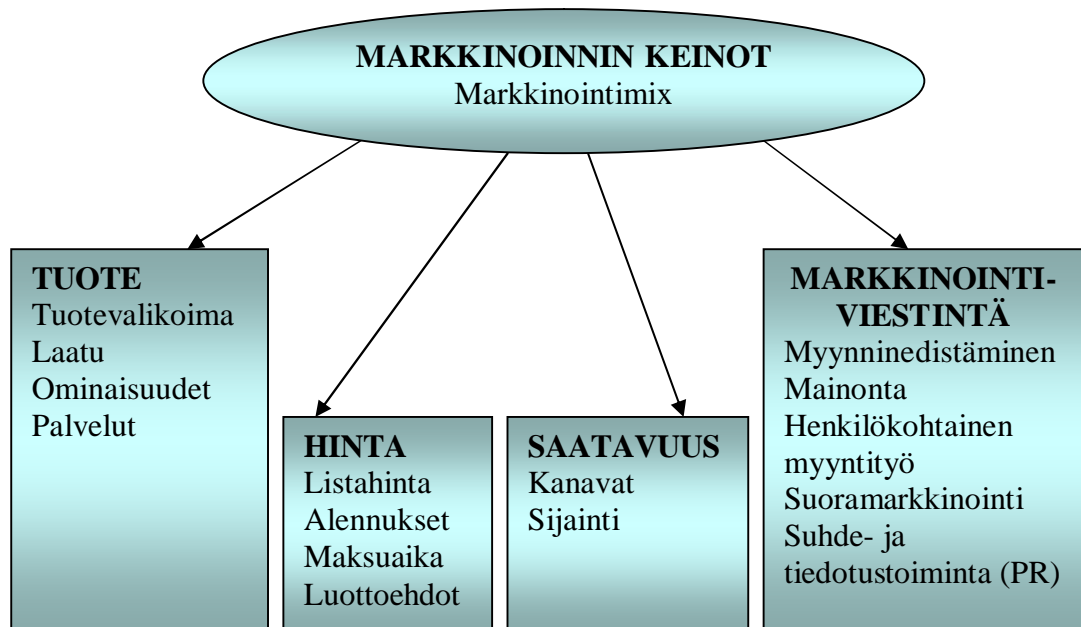 MARKKINOINNIN KEINOT
Markkinointimix
TUOTE
Tuotevalikoima
Laatu
Ominaisuudet
Palvelut
HINTA
Listahinta
Alennukset
Maksuaika
Luottoehdot
SAATAVUUS
Kanavat
Sijainti
MARKKINOINTI-
VIESTINTÄ
Myynninedistäminen
Mainonta
Henkilökohtainen
myyntityö
Suoramarkkinointi
Suhde- ja
tiedotustoiminta (PR)